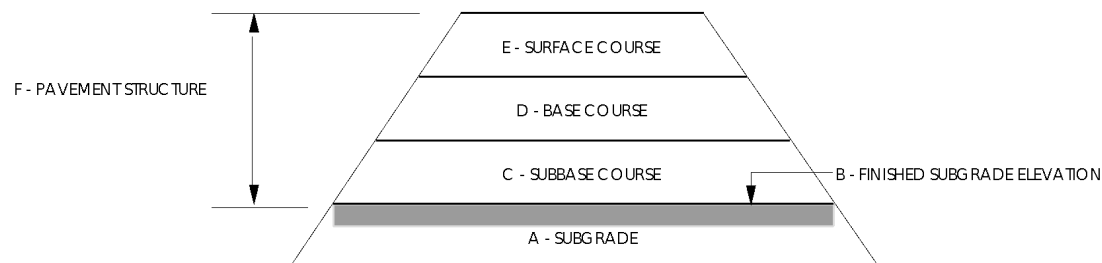 E - SURFACE COURSE
F - PAVEMENT STRUCTURE
D - BASE COURSE
C - SUBBASE COURSE
B - FINISHED SUBGRADE ELEVATION
A - SUBGRADE